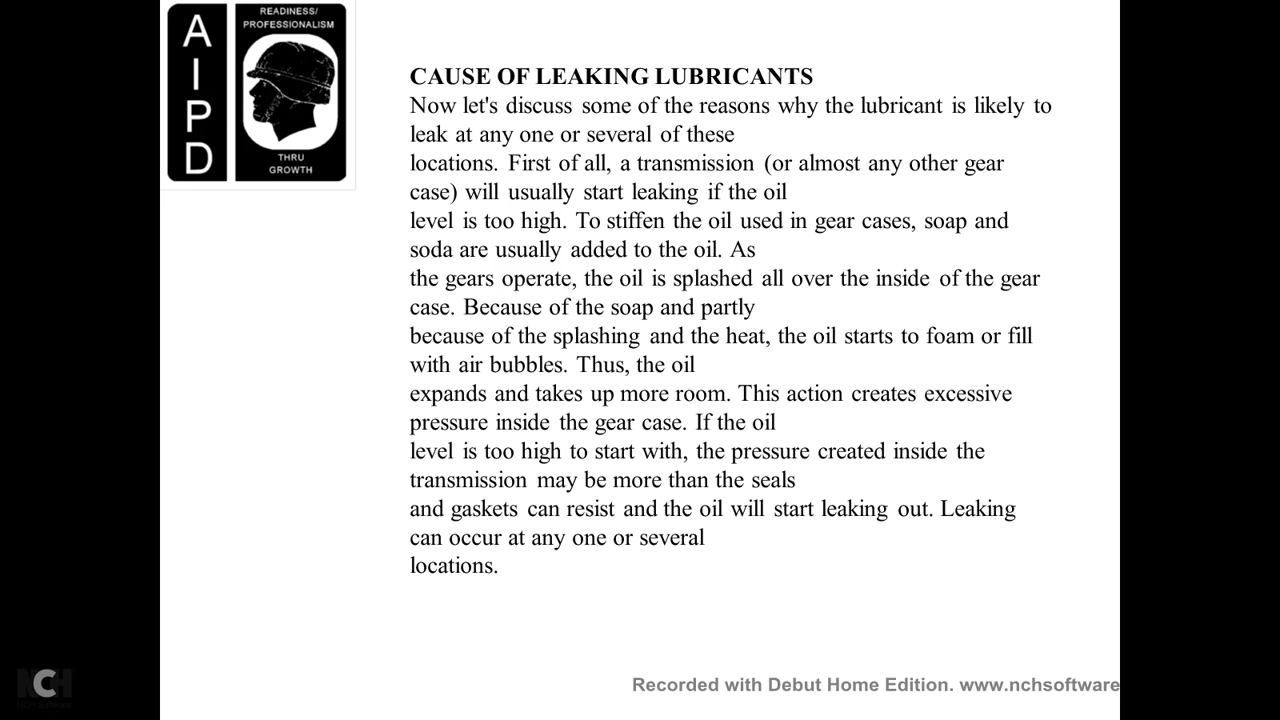 READINESS/
PROFESSIONALISM
A
I
P
D
THRU
GROWTH
CAUSE OF LEAKING LUBRICANTS
Now let's discuss some of the reasons why the lubricant is likely to
leak at any one or several of these
locations. First of all, a transmission (or almost any other gear
case) will usually start leaking if the oil
level is too high. To stiffen the oil used in gear cases, soap and
soda are usually added to the oil. As
the gears operate, the oil is splashed all over the inside of the gear
case. Because of the soap and partly
because of the splashing and the heat, the oil starts to foam or fill
with air bubbles. Thus, the oil
expands and takes up more room. This action creates excessive
pressure inside the gear case. If the oil
level is too high to start with, the pressure created inside the
transmission may be more than the seals
and gaskets can resist and the oil will start leaking out. Leaking
can occur at any one or several
locations.
NCH
NCH Software
Recorded with Debut Home Edition. www.nchsoftware